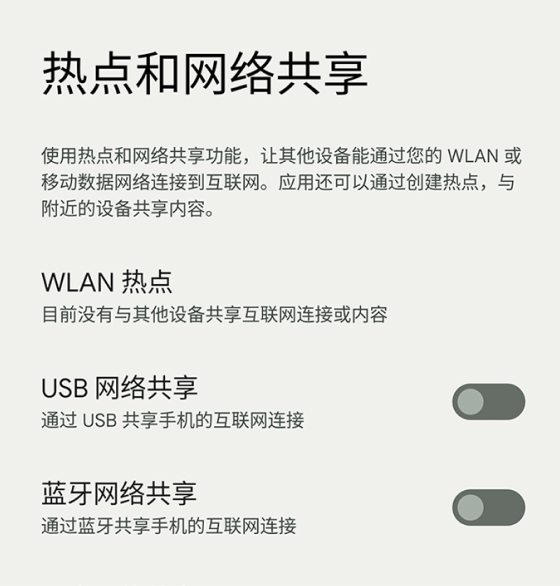 热点和网络共享
使用热点和网络共享功能，让其他设备能通过您的 WLAN 或
移动数据网络连接到互联网。应用还可以通过创建热点，与
附近的设备共享内容。
WLAN 热点
目前没有与其他设备共享互联网连接或内容
USB 网络共享
通过 USB 共享手机的互联网连接
蓝牙网络共享
通过蓝牙共享手机的互联网连接